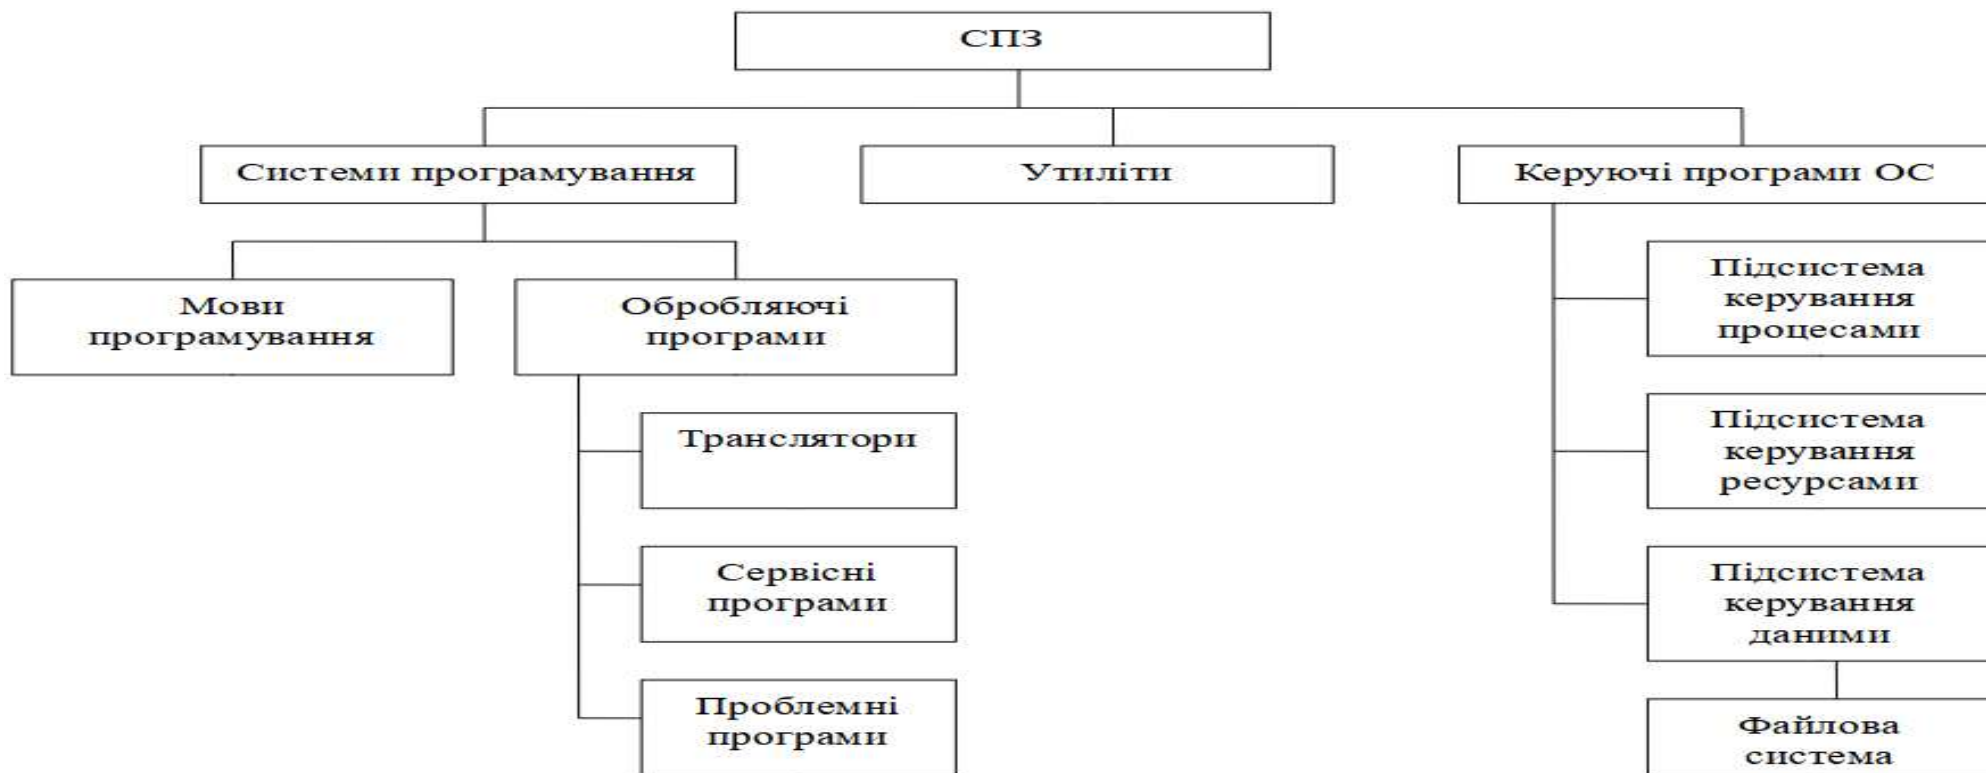 СПЗ
Системи програмування
Утиліти
Керуючі програми ОС
Мови
програмування
Обробляючі
програми
Транслятори
Сервісні
програми
Проблемні
програми
Підсистема
керування
процесами
Підсистема
керування
ресурсами
Підсистема
керування
даними
Файлова
система